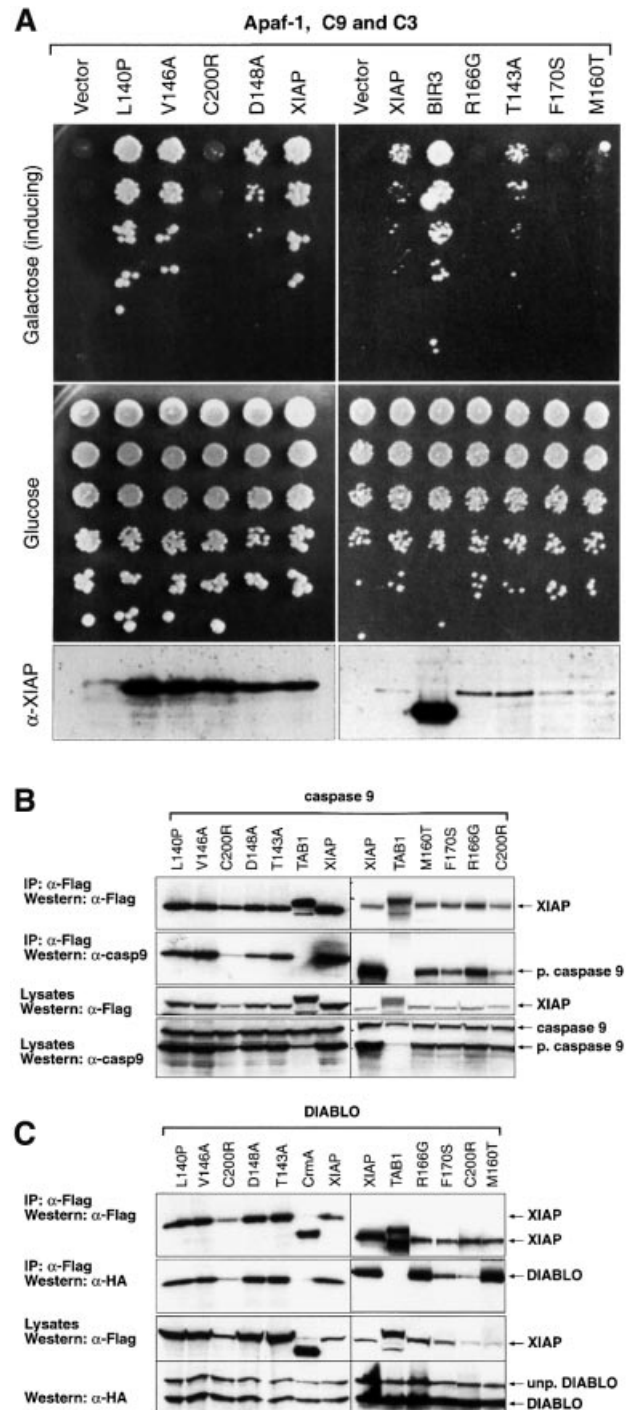 A
Apaf-1, C9 and C3
Vector L140P V146A C200R D148A XIAP Vector XIAP BIR3 R166G T143A F170S M160T
Galactose (inducing)
Glucose
α-XIAP
B
caspase 9
L140P V146A C200R D148A T143A TAB1 XIAP XIAP TAB1 M160T F170S R166G C200R
IP: α-Flag
Western: α-Flag
XIAP
IP: α-Flag
Western: α-casp9
p. caspase 9
Lysates
Western: α-Flag
XIAP
caspase 9
Lysates
Western: α-casp9
p. caspase 9
C
DIABLO
L140P V146A C200R D148A T143A CrmA XIAP XIAP TAB1 R166G F170S C200R M160T
IP: α-Flag
Western: α-Flag
XIAP
XIAP
IP: α-Flag
Western: α-HA
DIABLO
Lysates
Western: α-Flag
XIAP
unp. DIABLO
Western: α-HA
DIABLO